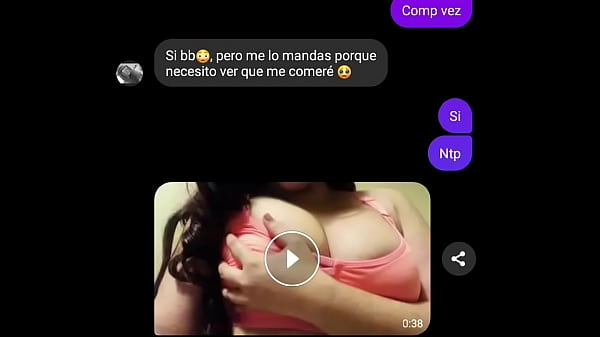 Comp vez
Si bb😳, pero me lo mandas porque
necesito ver que me comeré 🥺
Si
Ntp
0:38